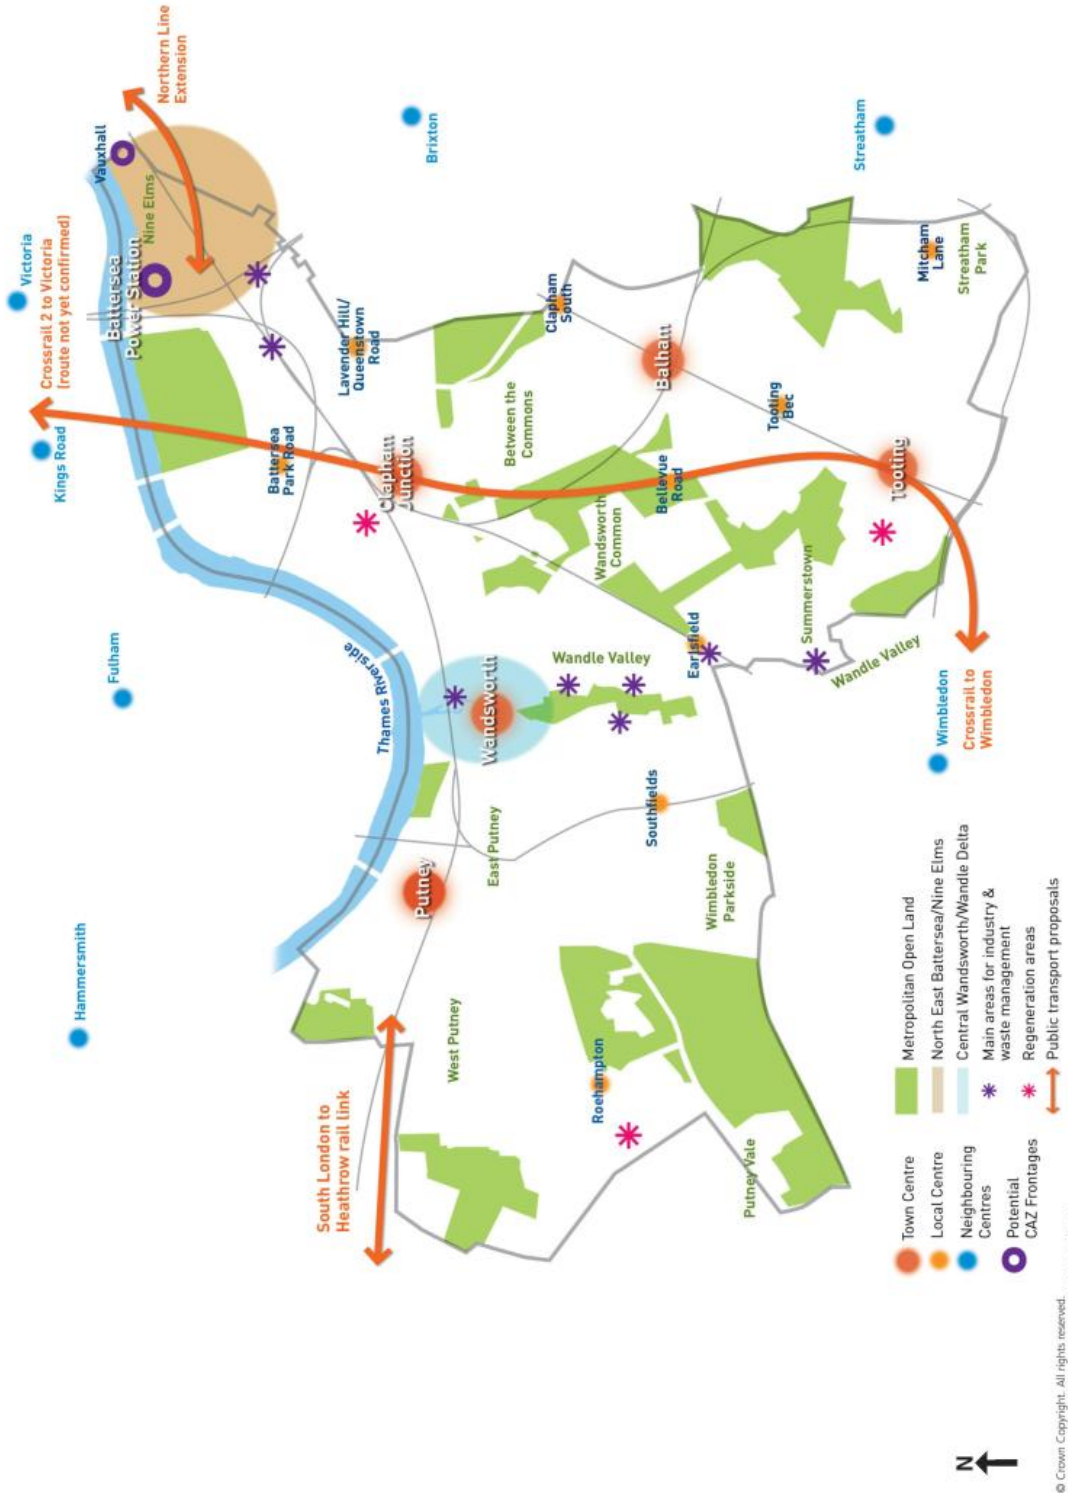 Hammersmith
Fulham
Kings Road
Victoria
Crossrail 2 to Victoria
(route not yet confirmed)
Northern Line
Extension
Vauxhall
Nine Elms
Battersea
Power Station
Brixton
Streatham
Thames Riverside
Battersea
Park Road
Lavender Hill/
Queenstown
Road
Clapham
Junction
Clapham
South
Between the
Commons
Wandsworth
Common
Bellevue
Road
Balham
Tooting
Bec
Tooting
Mitcham
Lane
Streatham
Park
Summerstown
Earlsfield
Wandle Valley
Wandle Valley
Wandsworth
Southfields
East Putney
Putney
West Putney
South London to
Heathrow rail link
Roehampton
Putney Vale
Wimbledon
Parkside
Wimbledon
Crossrail to
Wimbledon
Town Centre
Local Centre
Neighbouring
Centres
Potential
CAZ Frontages
Metropolitan Open Land
North East Battersea/Nine Elms
Central Wandsworth/Wandle Delta
Main areas for industry &
waste management
Regeneration areas
Public transport proposals
N
© Crown Copyright. All rights reserved.